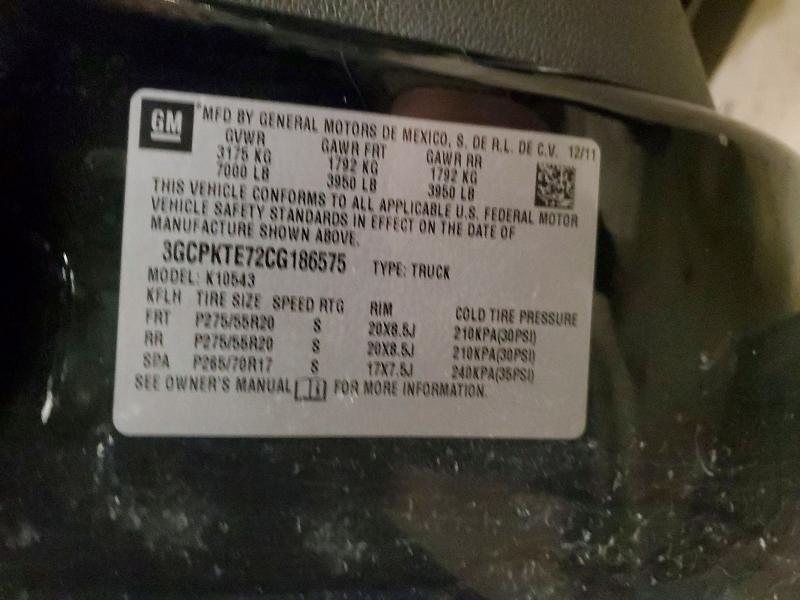 GM
MFD BY GENERAL MOTORS DE MEXICO, S. DE R.L. DE C.V. 12/11
GVWR GAWR FRT GAWR RR
3175 KG 1792 KG 1792 KG
7000 LB 3950 LB 3950 LB
THIS VEHICLE CONFORMS TO ALL APPLICABLE U.S. FEDERAL MOTOR
VEHICLE SAFETY STANDARDS IN EFFECT ON THE DATE OF
MANUFACTURE SHOWN ABOVE.
3GCPKTE72CG186575 TYPE: TRUCK
MODEL: K10543
KFLH TIRE SIZE SPEED RTG RIM COLD TIRE PRESSURE
FRT P275/55R20 S 20X8.5J 210KPA(30PSI)
RR P275/55R20 S 20X8.5J 210KPA(30PSI)
SPA P265/70R17 S 17X7.5J 240KPA(35PSI)
SEE OWNER'S MANUAL FOR MORE INFORMATION.